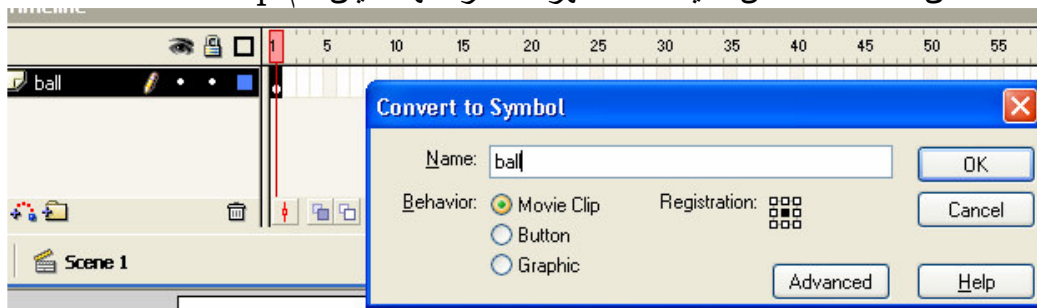 1 5 10 15 20 25 30 35 40 45 50 55
ball
Convert to Symbol
Name: ball
OK
Behavior: Movie Clip Registration:
Cancel
Button
Graphic
Advanced Help
Scene 1